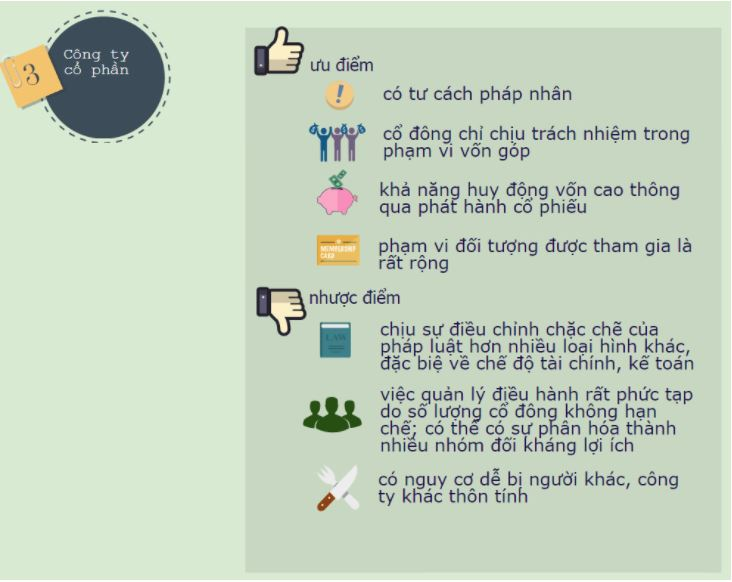 3
Công ty
cổ phần
ưu điểm
có tư cách pháp nhân
cổ đông chỉ chịu trách nhiệm trong
phạm vi vốn góp
khả năng huy động vốn cao thông
qua phát hành cổ phiếu
MEMBERSHIP
CARD
phạm vi đối tượng được tham gia là
rất rộng
nhược điểm
LAW
chịu sự điều chỉnh chặc chẽ của
pháp luật hơn nhiều loại hình khác,
đặc biệ về chế độ tài chính, kế toán
việc quản lý điều hành rất phức tạp
do số lượng cổ đông không hạn
chế; có thể có sự phân hóa thành
nhiều nhóm đối kháng lợi ích
có nguy cơ dễ bị người khác, công
ty khác thôn tính